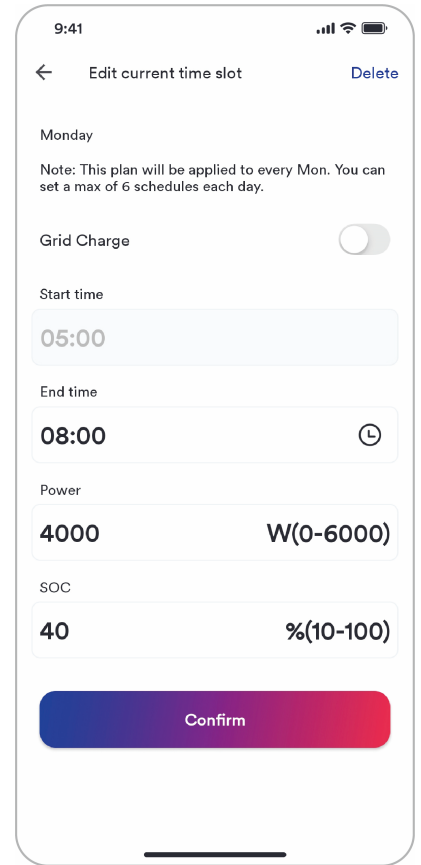 9:41
Edit current time slot
Delete
Monday
Note: This plan will be applied to every Mon. You can
set a max of 6 schedules each day.
Grid Charge
Start time
05:00
End time
08:00
Power
4000 W(0-6000)
SOC
40 %(10-100)
Confirm